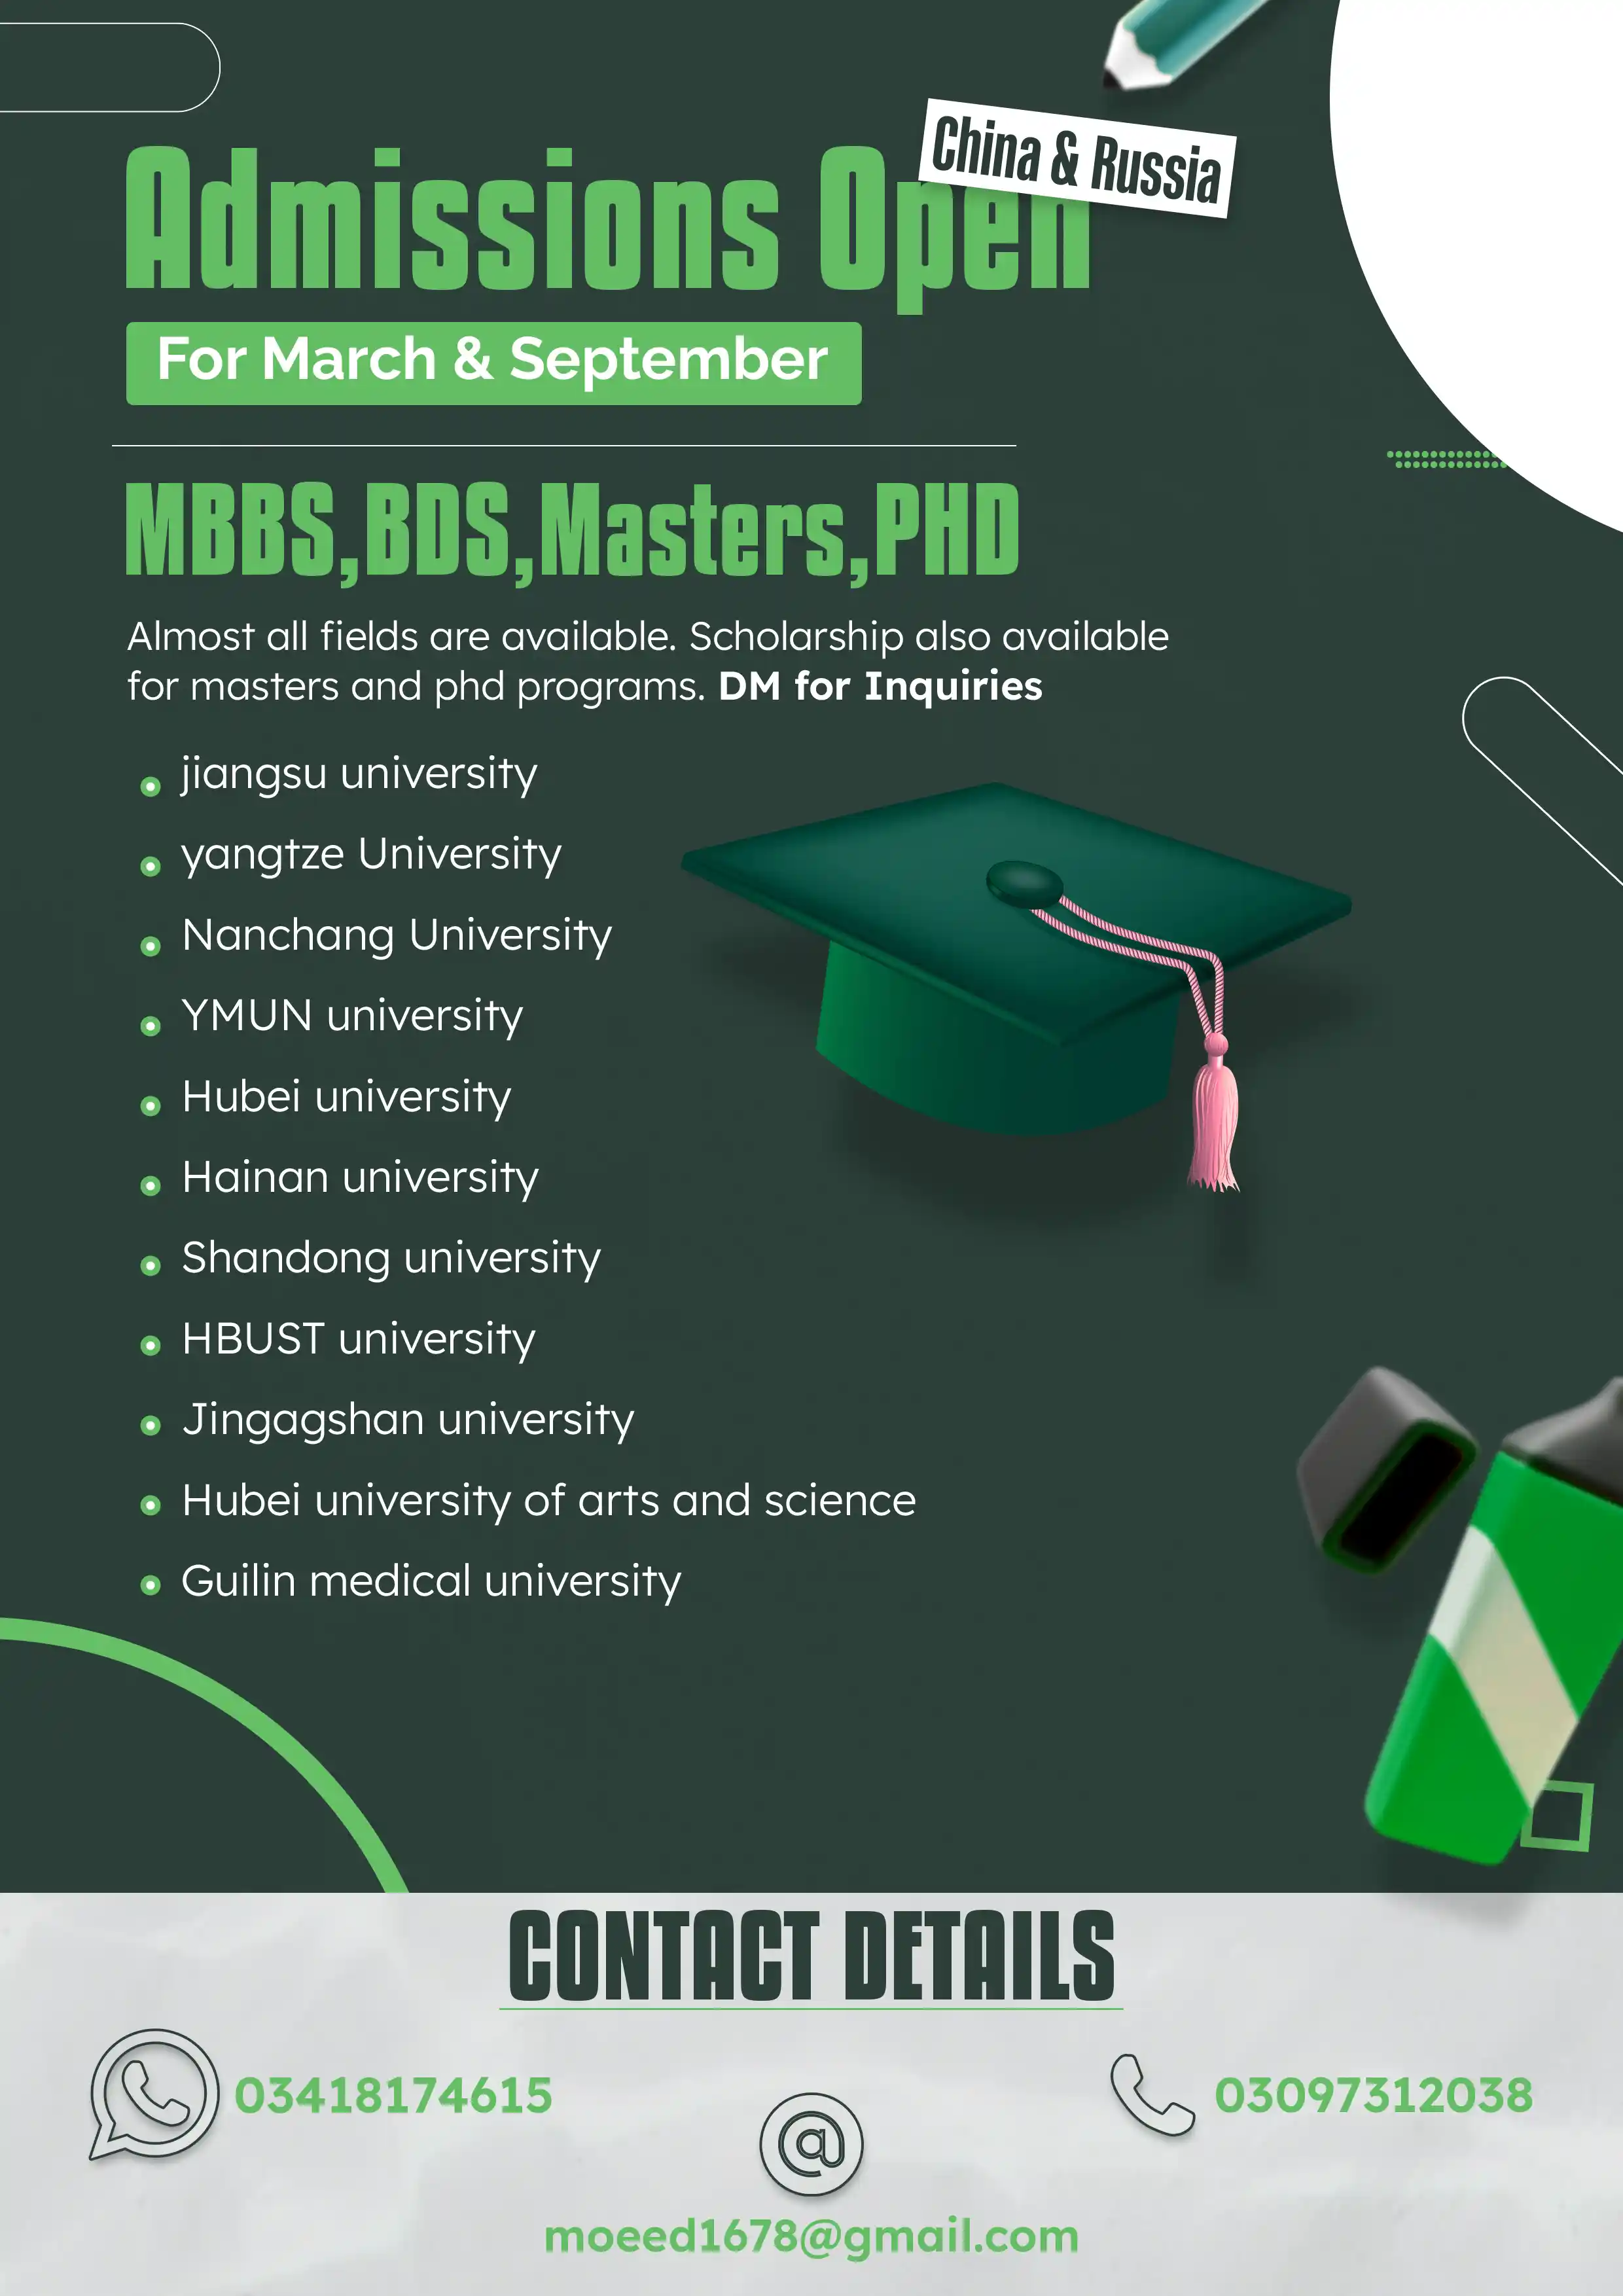 China & Russia
Admissions Open
For March & September
MBBS,BDS,Masters,PHD
Almost all fields are available. Scholarship also available
for masters and phd programs. DM for Inquiries
jiangsu university
yangtze University
Nanchang University
YMUN university
Hubei university
Hainan university
Shandong university
HBUST university
Jingagshan university
Hubei university of arts and science
Guilin medical university
CONTACT DETAILS
03418174615
03097312038
moeed1678@gmail.com